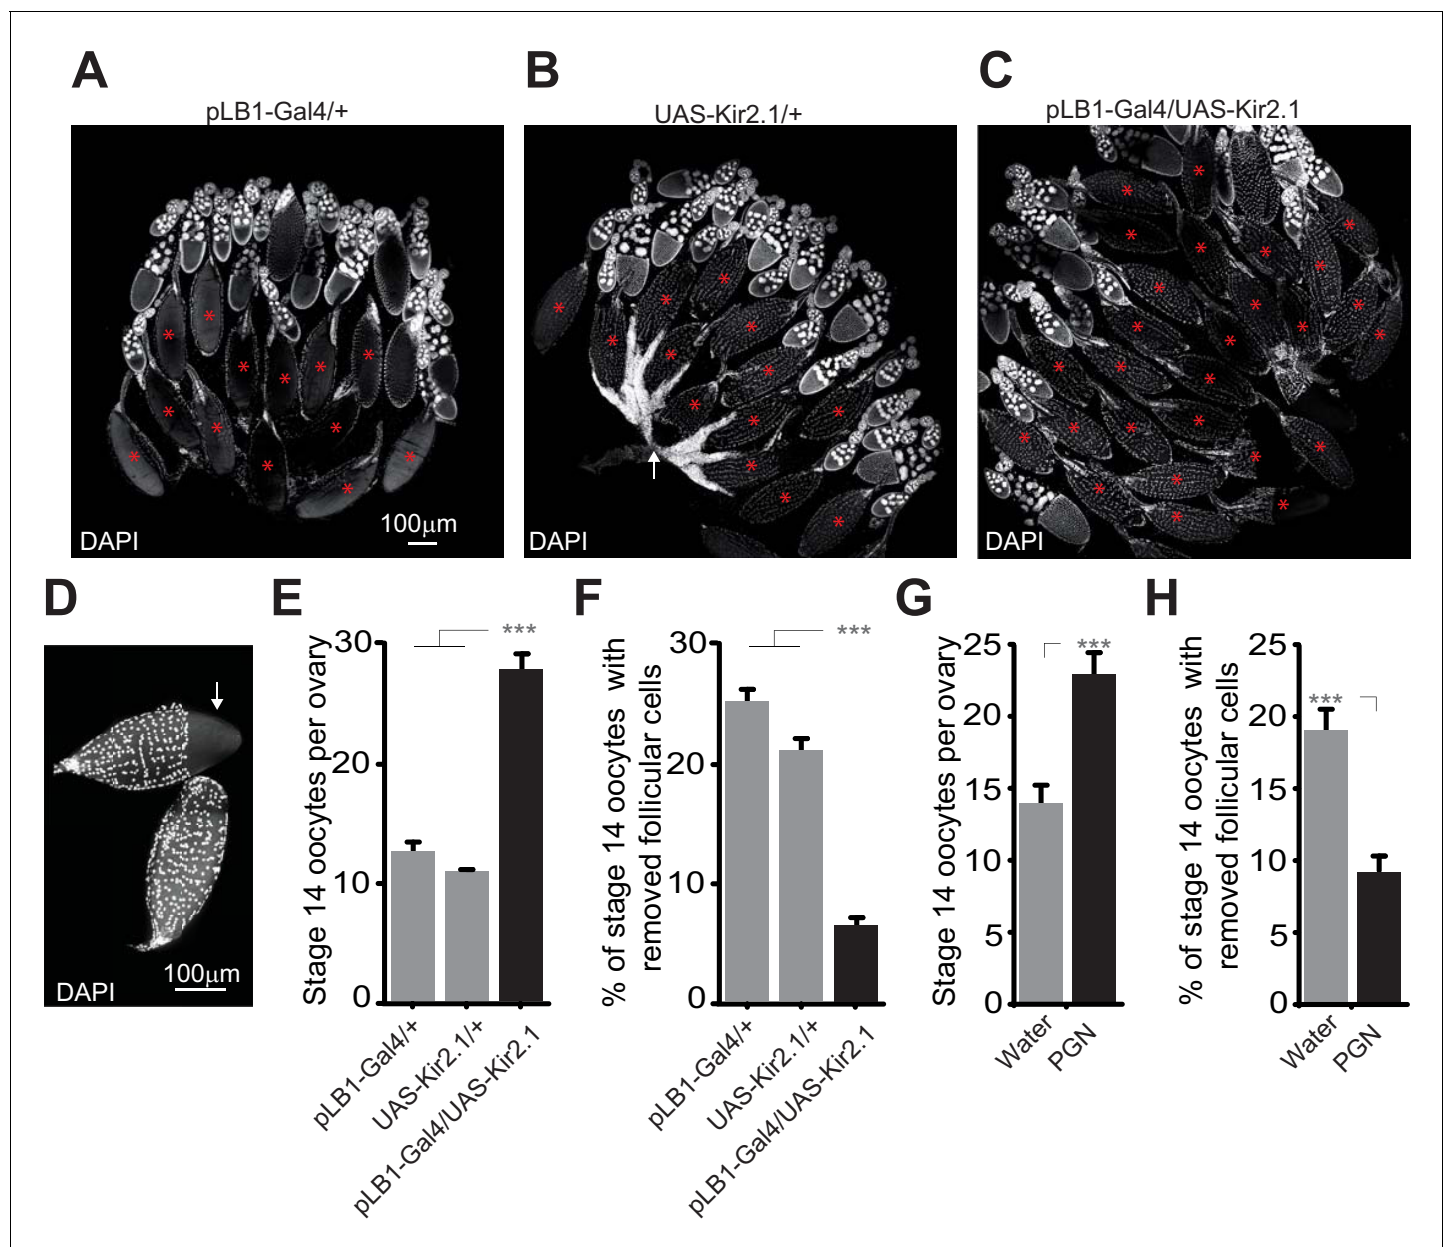 A
B
C
pLB1-Gal4/+
UAS-Kir2.1/+
pLB1-Gal4/UAS-Kir2.1
* * * * * * * * * * * * * *
* * * * * * * * * * * * * *
* * * * * * * * * * * * * * * * * * * * * * * * * *
100µm
DAPI
DAPI
DAPI
D
100µm
DAPI
E
Stage 14 oocytes per ovary
30
20
10
0
***
pLB1-Gal4/+
UAS-Kir2.1/+
pLB1-Gal4/UAS-Kir2.1
F
% of stage 14 oocytes with
removed follicular cells
30
20
10
0
***
pLB1-Gal4/+
UAS-Kir2.1/+
pLB1-Gal4/UAS-Kir2.1
G
Stage 14 oocytes per ovary
25
20
15
10
5
0
***
Water
PGN
H
% of stage 14 oocytes with
removed follicular cells
25
20
15
10
5
0
***
Water
PGN